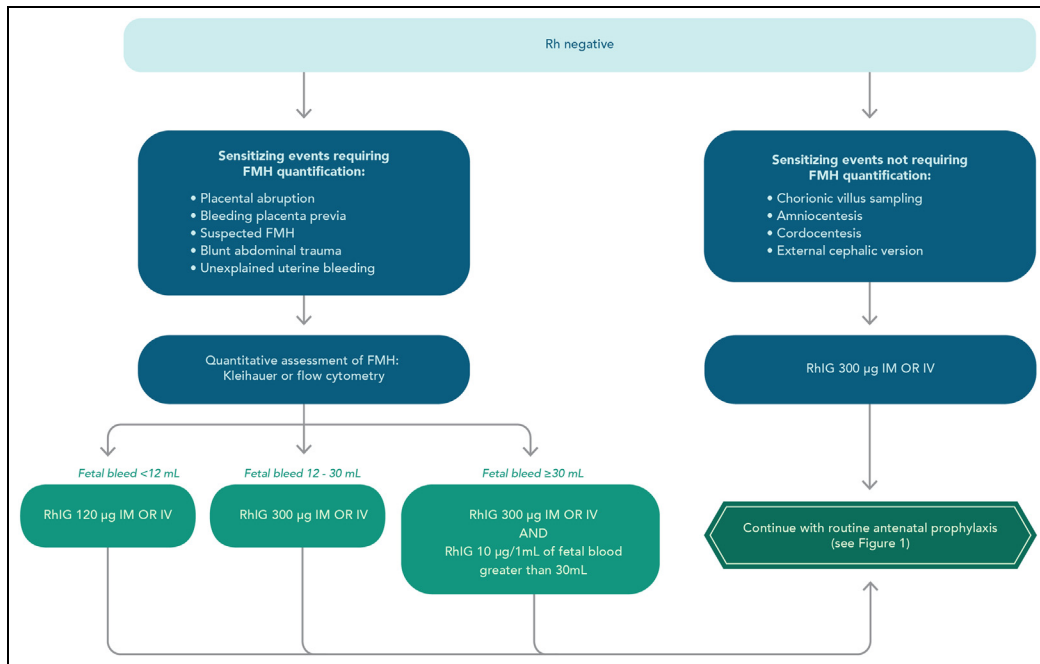 Rh negative
Sensitizing events requiring
FMH quantification:
• Placental abruption
• Bleeding placenta previa
• Suspected FMH
• Blunt abdominal trauma
• Unexplained uterine bleeding
Sensitizing events not requiring
FMH quantification:
• Chorionic villus sampling
• Amniocentesis
• Cordocentesis
• External cephalic version
Quantitative assessment of FMH:
Kleihauer or flow cytometry
RhIG 300 µg IM OR IV
Fetal bleed <12 mL
RhIG 120 µg IM OR IV
Fetal bleed 12 - 30 mL
RhIG 300 µg IM OR IV
Fetal bleed ≥30 mL
RhIG 300 µg IM OR IV
AND
RhIG 10 µg/1mL of fetal blood
greater than 30mL
Continue with routine antenatal prophylaxis
(see Figure 1)